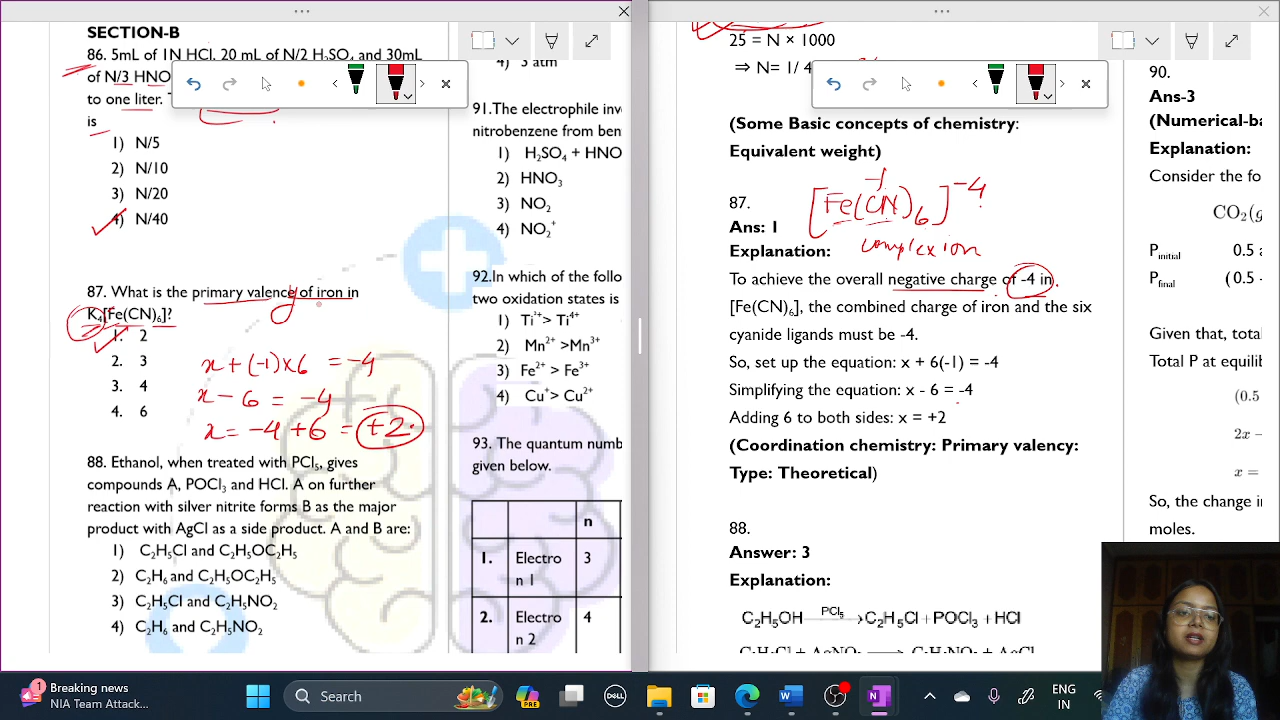 SECTION-B
86. 5mL of 1N HCl, 20 mL of N/2 H₂SO₄ and 30mL
of N/3 HNO
to one liter.
is
1) N/5
2) N/10
3) N/20
4) N/40
87. What is the primary valency of iron in
K₄[Fe(CN)₆]?
1. 2
2. 3
3. 4
4. 6
x + (-1)×6 = -4
x - 6 = -4
x = -4 + 6 = +2.
88. Ethanol, when treated with PCl₅, gives
compounds A, POCl₃ and HCl. A on further
reaction with silver nitrite forms B as the major
product with AgCl as a side product. A and B are:
1) C₂H₅Cl and C₂H₅OC₂H₅
2) C₂H₆ and C₂H₅OC₂H₅
3) C₂H₅Cl and C₂H₅NO₂
4) C₂H₆ and C₂H₅NO₂
4) 3 atm
91.The electrophile inv
nitrobenzene from ben
1) H₂SO₄ + HNO
2) HNO₃
3) NO₂
4) NO₂⁺
92.In which of the follo
two oxidation states is
1) Ti³⁺> Ti⁴⁺
2) Mn²⁺ >Mn³⁺
3) Fe²⁺ > Fe³⁺
4) Cu⁺> Cu²⁺
93. The quantum numb
given below.
n
1. Electro
n 1 3
2. Electro
n 2 4
25 = N × 1000
⇒ N= 1/ 4
(Some Basic concepts of chemistry:
Equivalent weight)
87.
[Fe(CN)₆]⁻⁴
-1
complex ion
Ans: 1
Explanation:
To achieve the overall negative charge of -4 in
[Fe(CN)₆], the combined charge of iron and the six
cyanide ligands must be -4.
So, set up the equation: x + 6(-1) = -4
Simplifying the equation: x - 6 = -4
Adding 6 to both sides: x = +2
(Coordination chemistry: Primary valency:
Type: Theoretical)
88.
Answer: 3
Explanation:
C₂H₅OH PCl₅ → C₂H₅Cl + POCl₃ + HCl
90.
Ans-3
(Numerical-ba
Explanation:
Consider the fo
CO₂(g
Pinitial 0.5
Pfinal (0.5 -
Given that, total
Total P at equilib
(0.5
2x −
x =
So, the change in
moles.
1
Breaking news
NIA Team Attack...
Search
PRE
DELL
ENG
IN